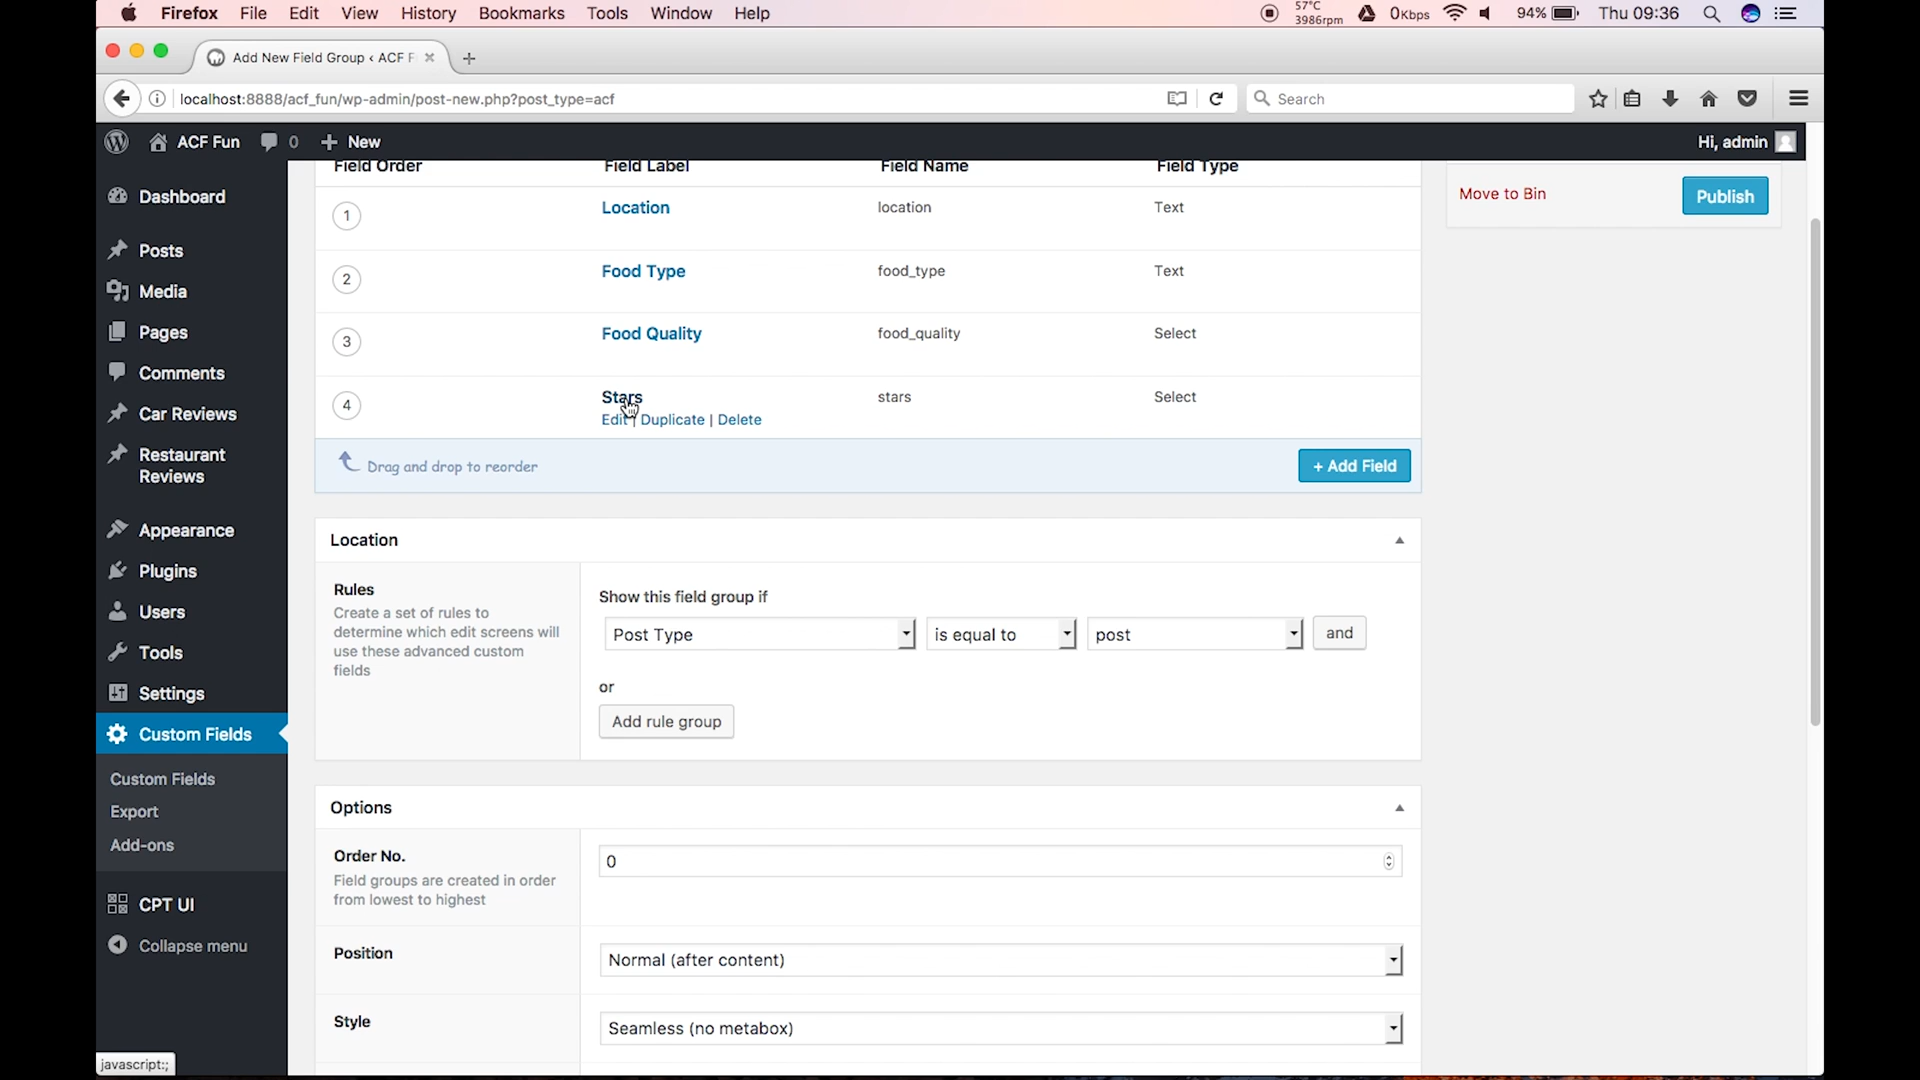 Firefox File Edit View History Bookmarks Tools Window Help
57°C
3986rpm
0Kbps
94%
Thu 09:36
Add New Field Group ‹ ACF F
localhost:8888/acf_fun/wp-admin/post-new.php?post_type=acf
Search
ACF Fun 0 + New
Hi, admin
Dashboard
Posts
Media
Pages
Comments
Car Reviews
Restaurant
Reviews
Appearance
Plugins
Users
Tools
Settings
Custom Fields
Custom Fields
Export
Add-ons
CPT UI
Collapse menu
javascript:;
Field Order Field Label Field Name Field Type
1 Location location Text
2 Food Type food_type Text
3 Food Quality food_quality Select
4 Stars stars Select
Edit | Duplicate | Delete
Drag and drop to reorder
+ Add Field
Move to Bin
Publish
Location
Rules
Create a set of rules to
determine which edit screens will
use these advanced custom
fields
Show this field group if
Post Type is equal to post and
or
Add rule group
Options
Order No.
Field groups are created in order
from lowest to highest
0
Position
Normal (after content)
Style
Seamless (no metabox)